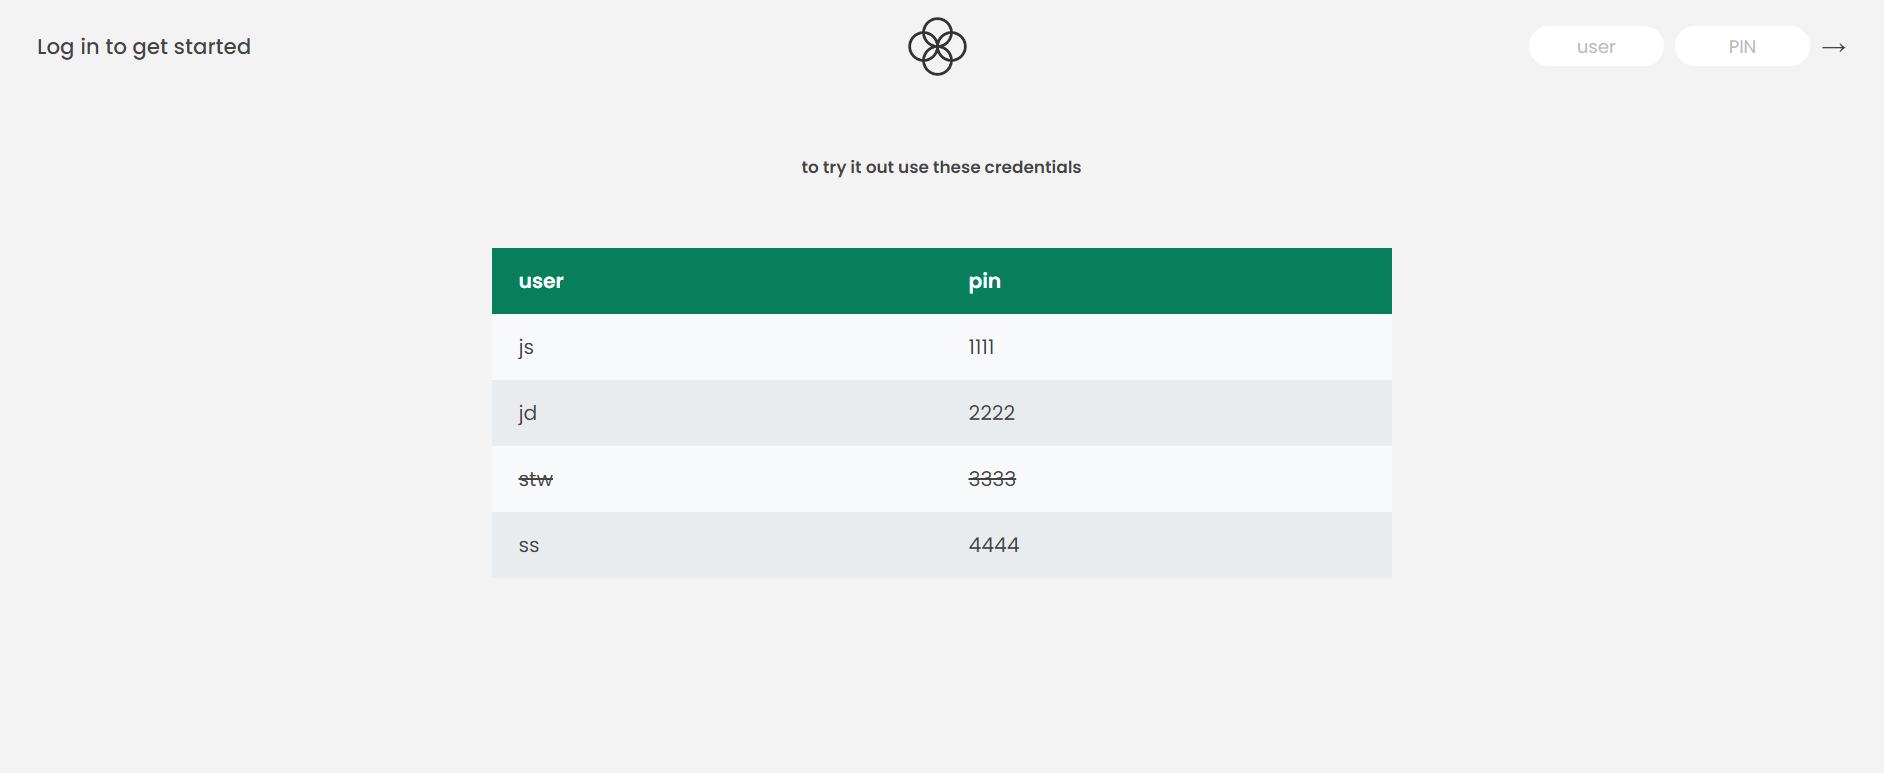 Log in to get started
user PIN →
to try it out use these credentials
user pin
js 1111
jd 2222
stw 3333
ss 4444